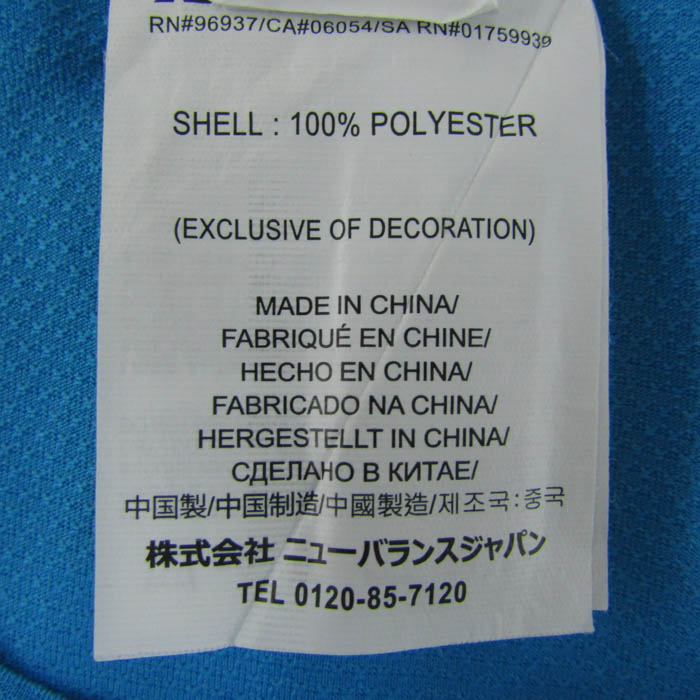 RN#96937/CA#06054/SA RN#01759939
SHELL : 100% POLYESTER
(EXCLUSIVE OF DECORATION)
MADE IN CHINA/
FABRIQUÉ EN CHINE/
HECHO EN CHINA/
FABRICADO NA CHINA/
HERGESTELLT IN CHINA/
СДЕЛАНО В КИТАЕ/
中国製/中国制造/中國製造/제조국:중국
株式会社 ニューバランスジャパン
TEL 0120-85-7120